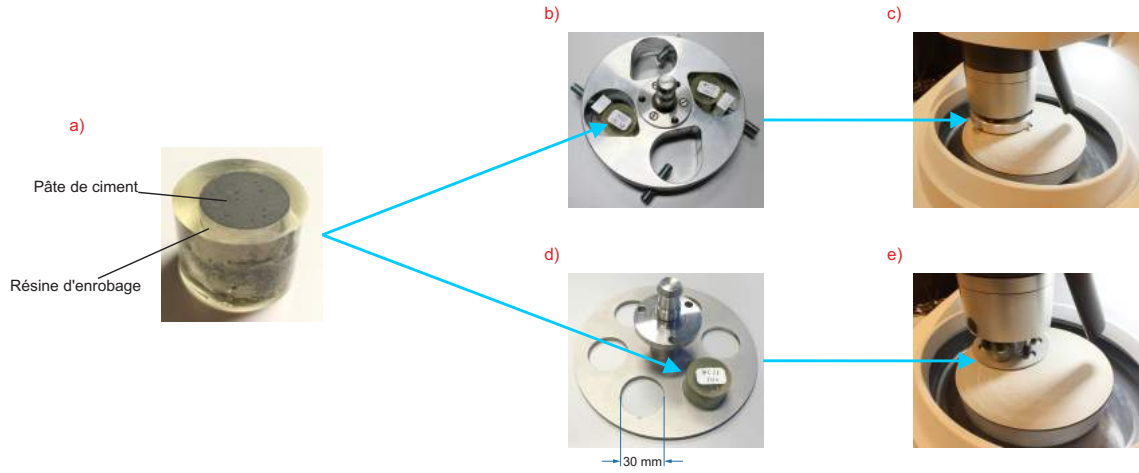 a)
Pâte de ciment
Résine d'enrobage
b)
c)
d)
30 mm
e)